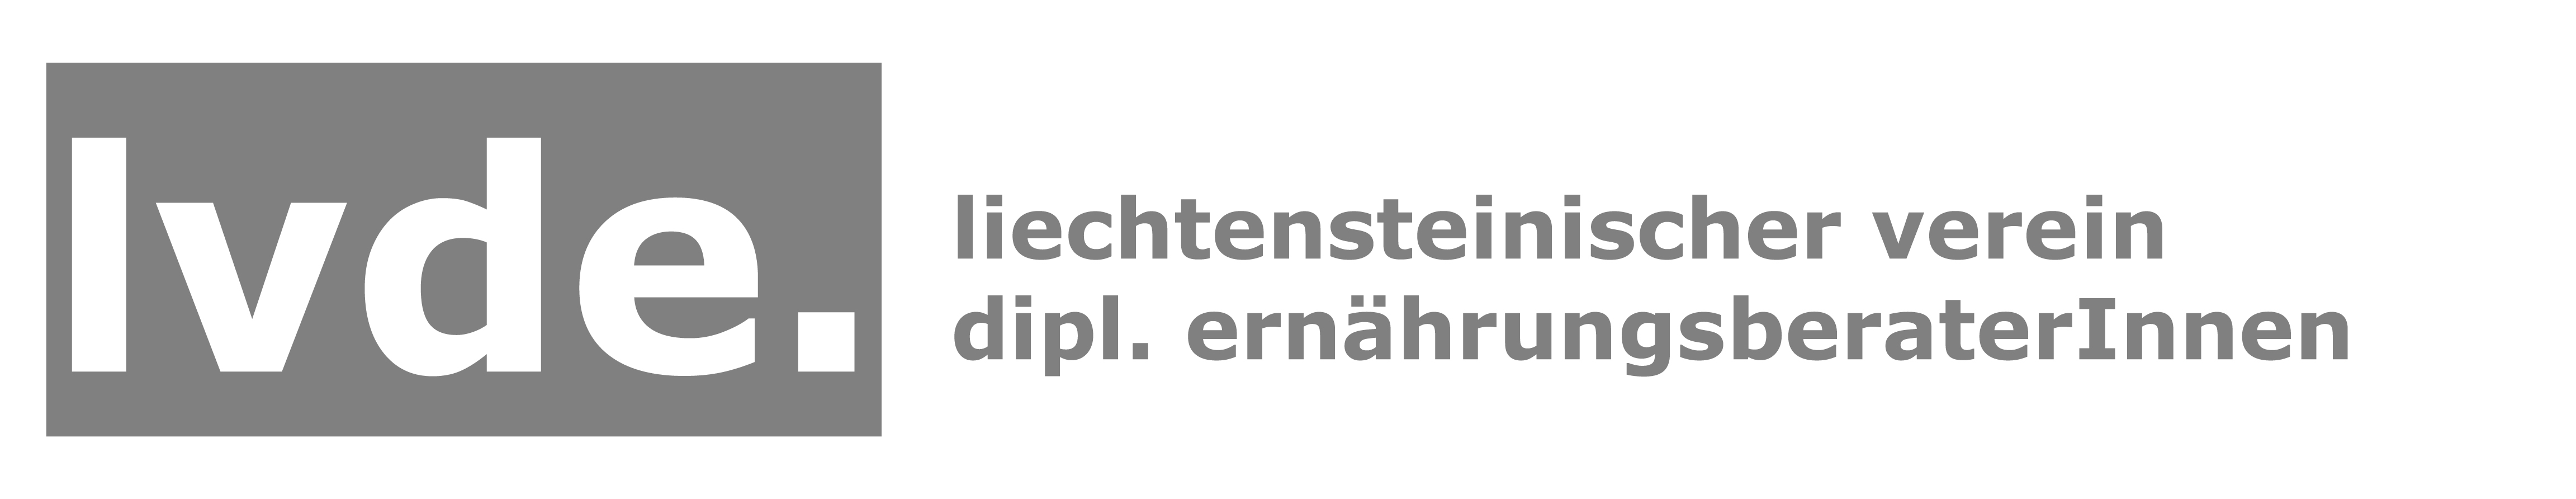 lvde.
liechtensteinischer verein
dipl. ernährungsberaterInnen